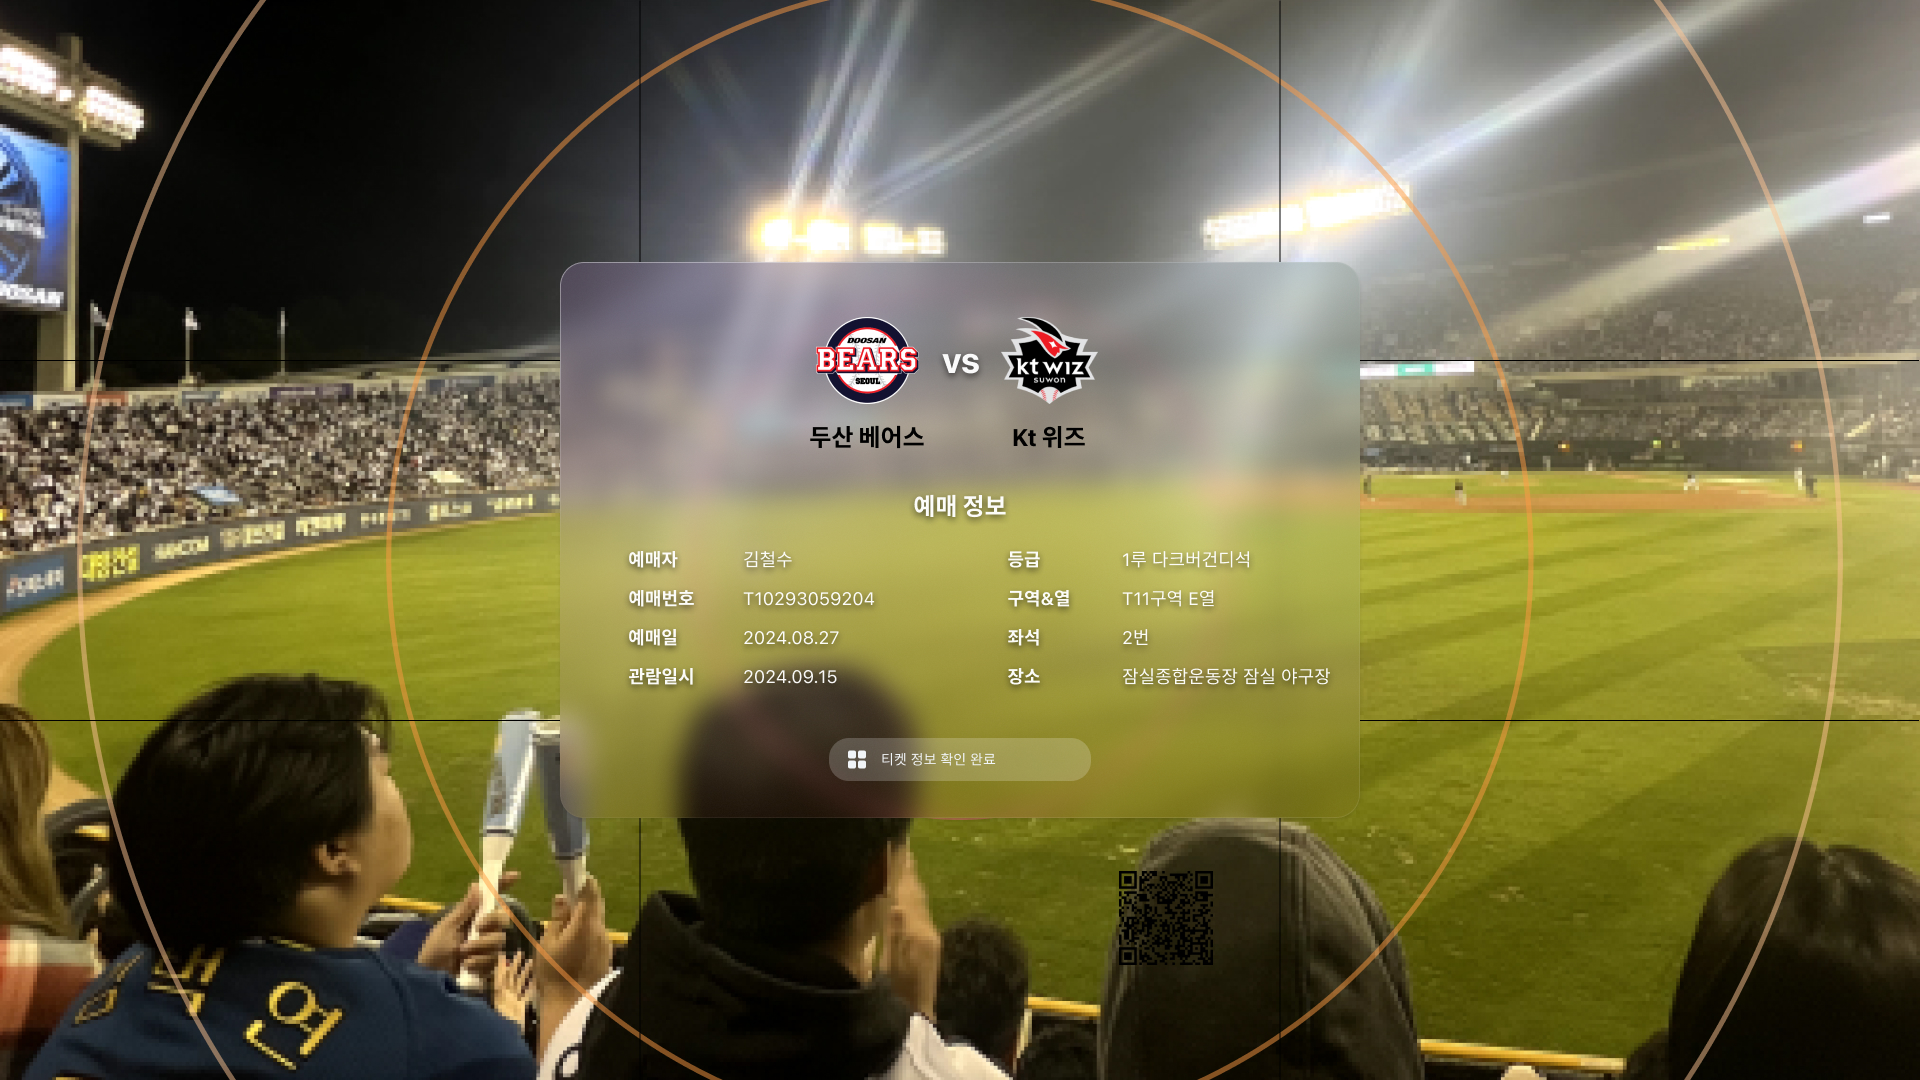 DOOSAN
BEARS
SEOUL
vs
kt wiz
suwon
두산 베어스
Kt 위즈
예매 정보
예매자 김철수
등급 1루 다크버건디석
예매번호 T10293059204
구역&열 T11구역 E열
예매일 2024.08.27
좌석 2번
관람일시 2024.09.15
장소 잠실종합운동장 잠실 야구장
티켓 정보 확인 완료
DOOSAN